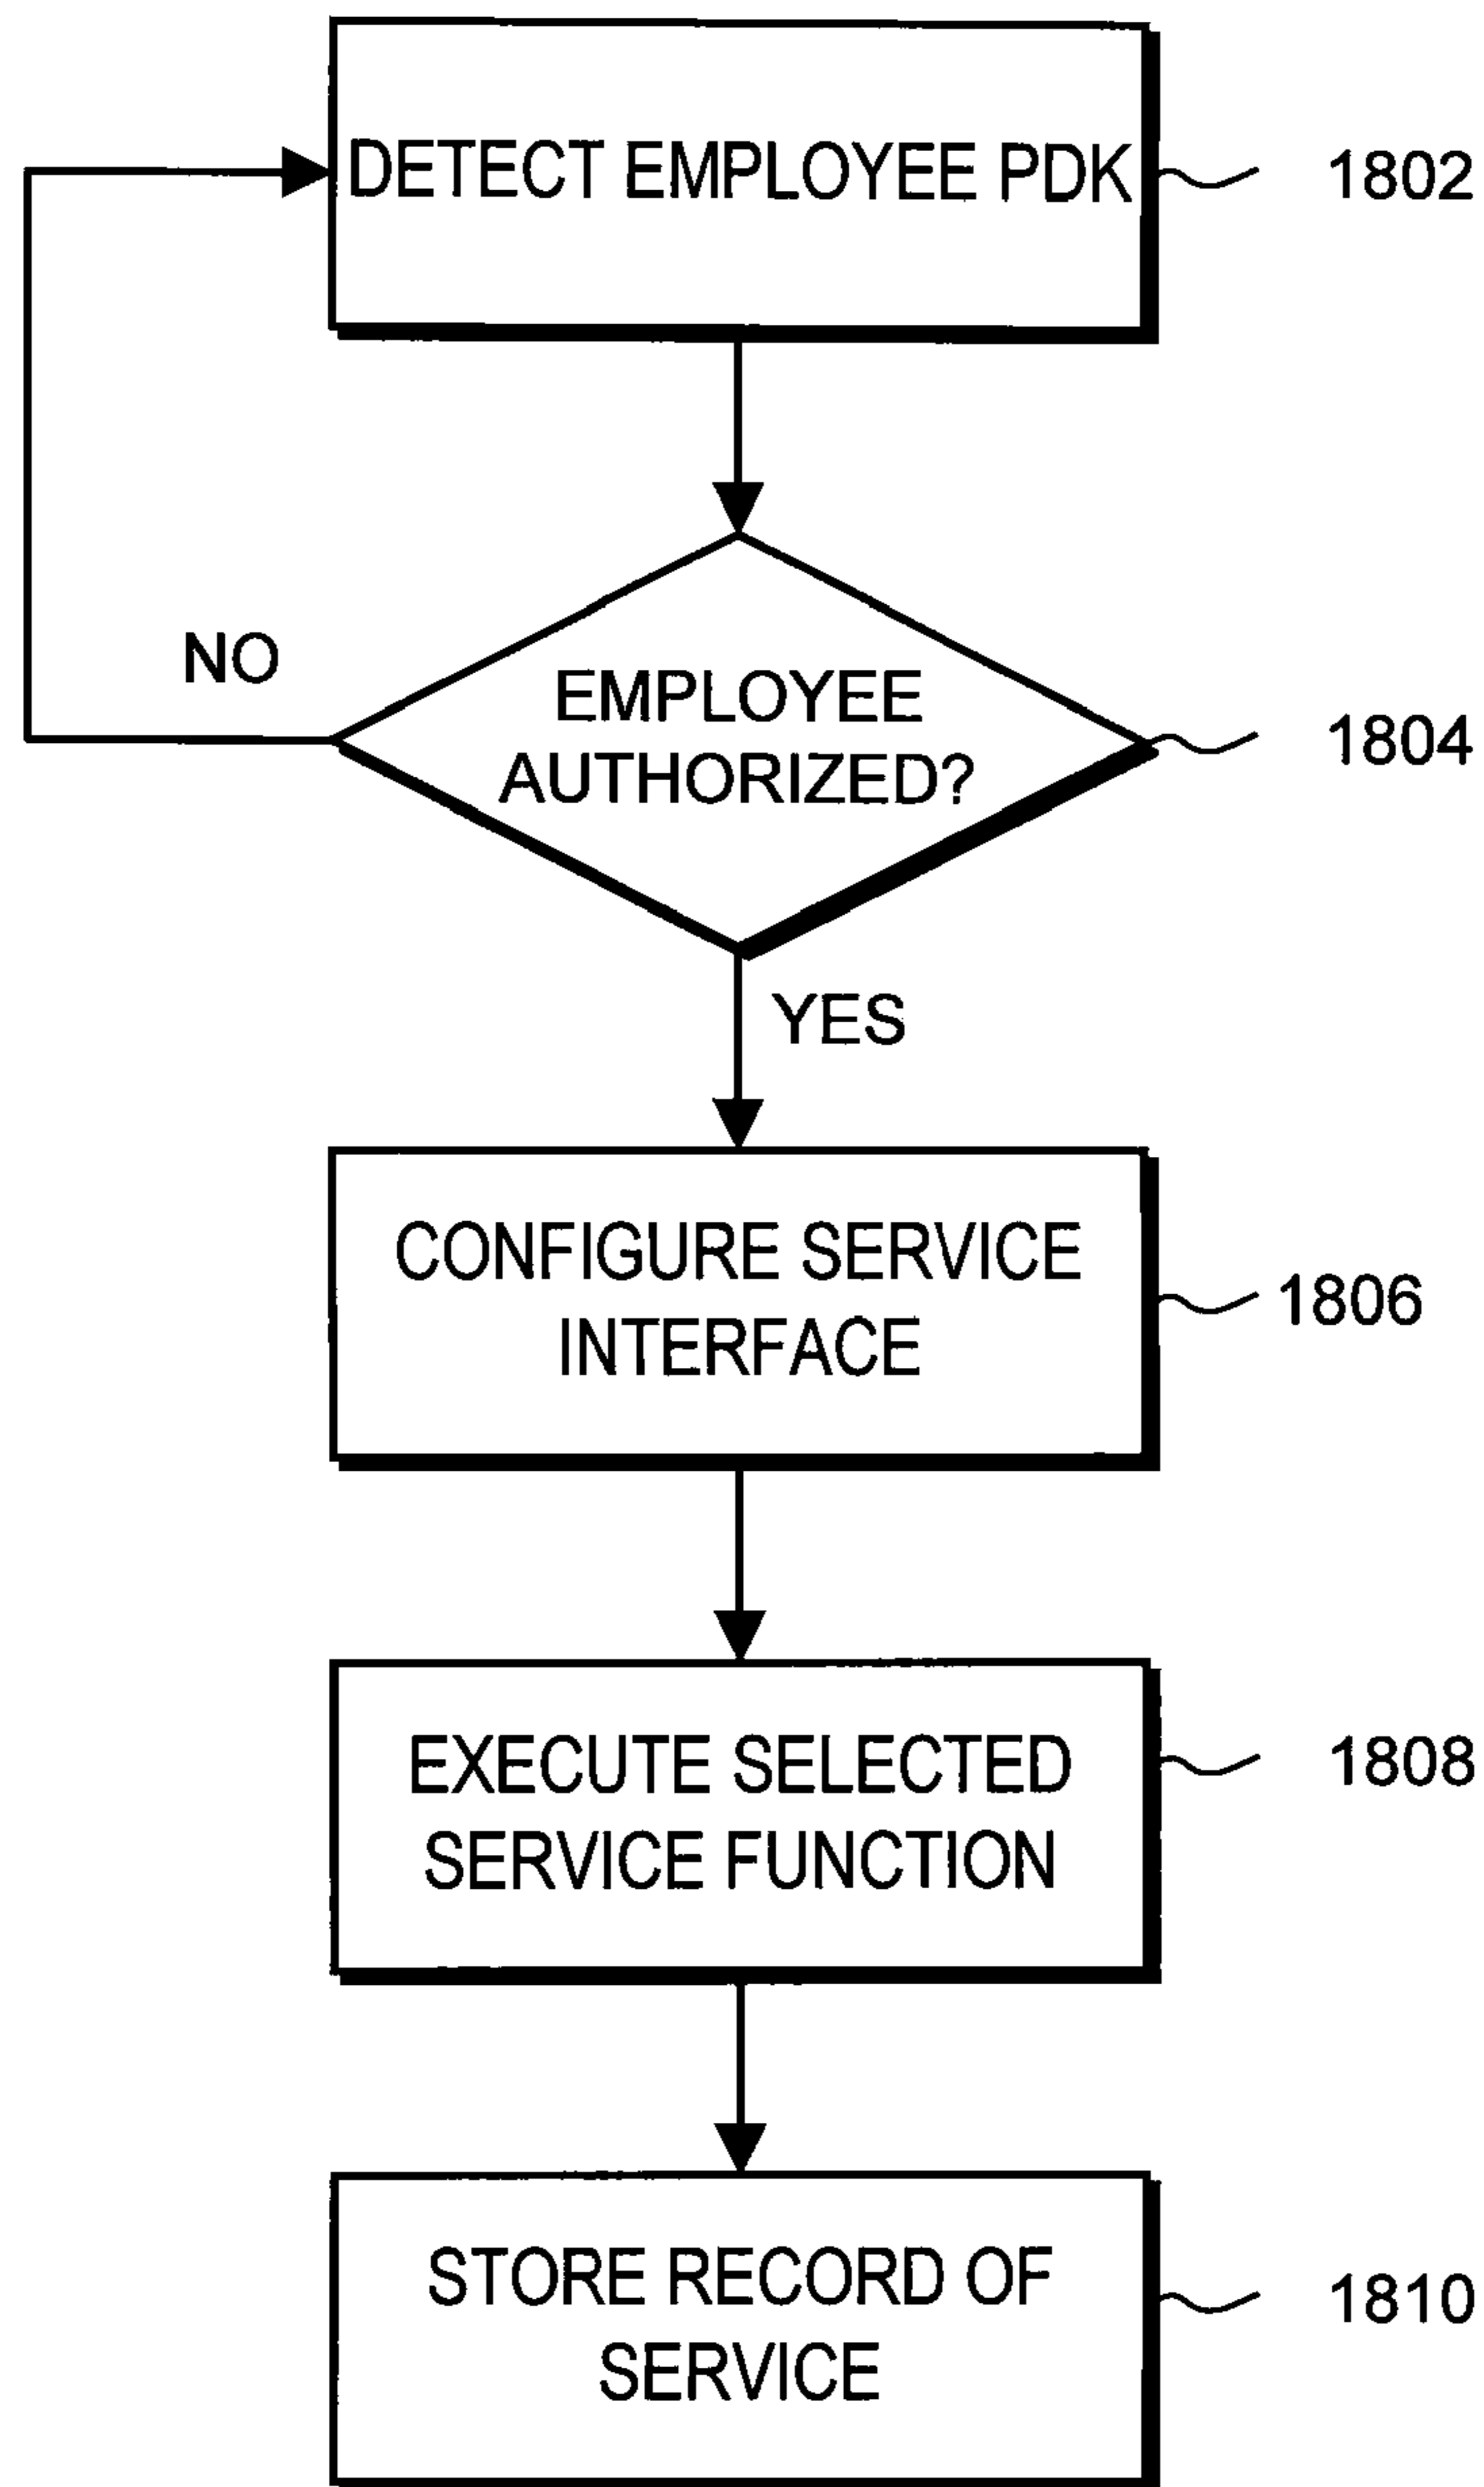 DETECT EMPLOYEE PDK
1802
NO
EMPLOYEE
AUTHORIZED?
1804
YES
CONFIGURE SERVICE
INTERFACE
1806
EXECUTE SELECTED
SERVICE FUNCTION
1808
STORE RECORD OF
SERVICE
1810